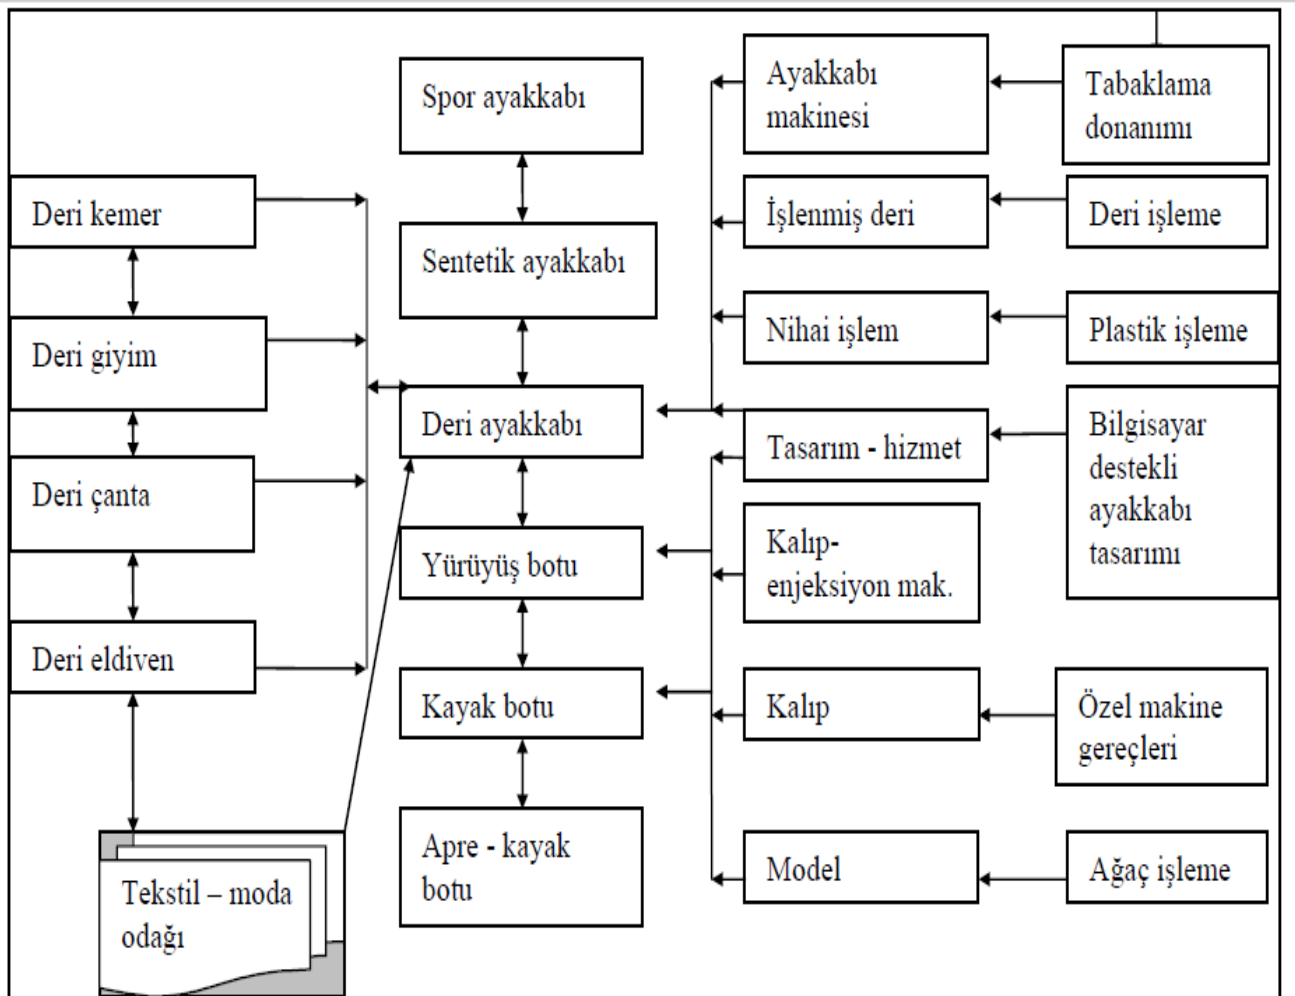 Spor ayakkabı
Sentetik ayakkabı
Deri ayakkabı
Yürüyüş botu
Kayak botu
Apre - kayak
botu
Deri kemer
Deri giyim
Deri çanta
Deri eldiven
Tekstil – moda
odağı
Ayakkabı
makinesi
İşlenmiş deri
Nihai işlem
Tasarım - hizmet
Kalıp-
enjeksiyon mak.
Kalıp
Model
Tabaklama
donanımı
Deri işleme
Plastik işleme
Bilgisayar
destekli
ayakkabı
tasarımı
Özel makine
gereçleri
Ağaç işleme